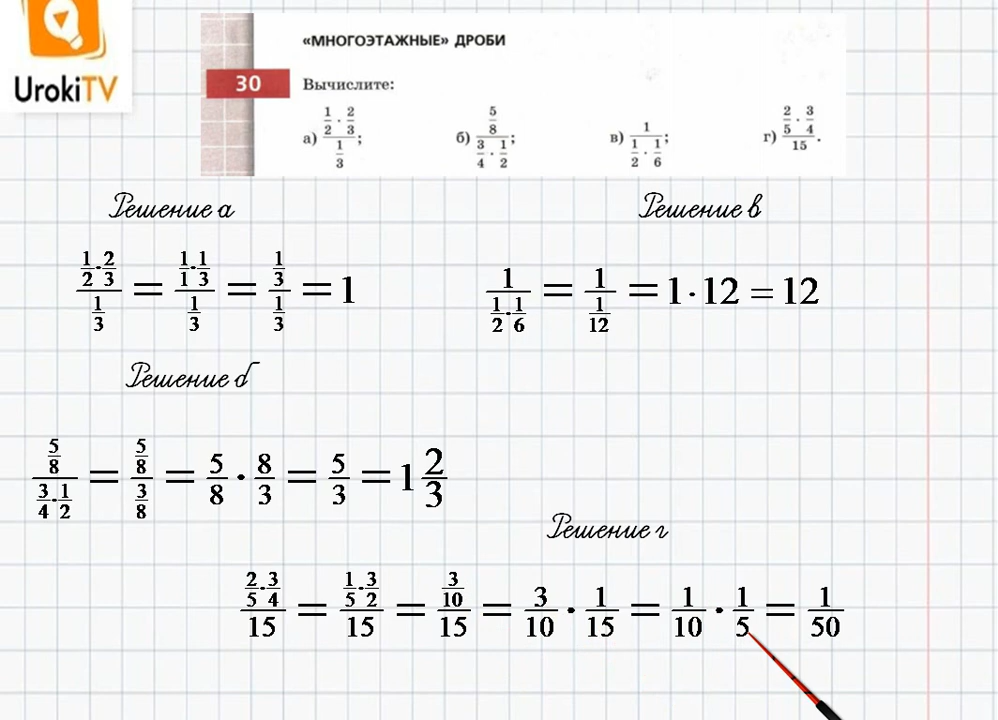 UrokiTV
«МНОГОЭТАЖНЫЕ» ДРОБИ
30 Вычислите:
а) (1/2 · 2/3)/(1/3); б) (5/8)/(3/4 · 1/2); в) 1/(1/2 · 1/6); г) (2/5 · 3/4)/15.
Решение а
(1/2 · 2/3)/(1/3) = (1/1 · 1/3)/(1/3) = (1/3)/(1/3) = 1
Решение в
1/(1/2 · 1/6) = 1/(1/12) = 1 · 12 = 12
Решение б
(5/8)/(3/4 · 1/2) = (5/8)/(3/8) = 5/8 · 8/3 = 5/3 = 1 2/3
Решение г
(2/5 · 3/4)/15 = (1/5 · 3/2)/15 = (3/10)/15 = 3/10 · 1/15 = 1/10 · 1/5 = 1/50